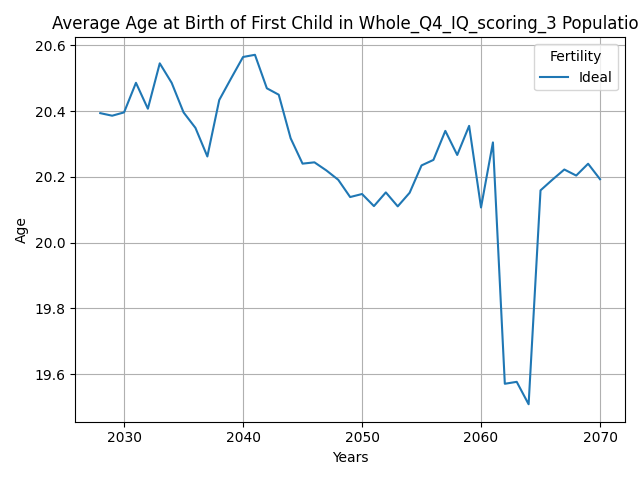 Average Age at Birth of First Child in Whole_Q4_IQ_scoring_3 Populatio
Fertility
Ideal
20.6
20.4
20.2
20.0
19.8
19.6
Age
2030 2040 2050 2060 2070
Years